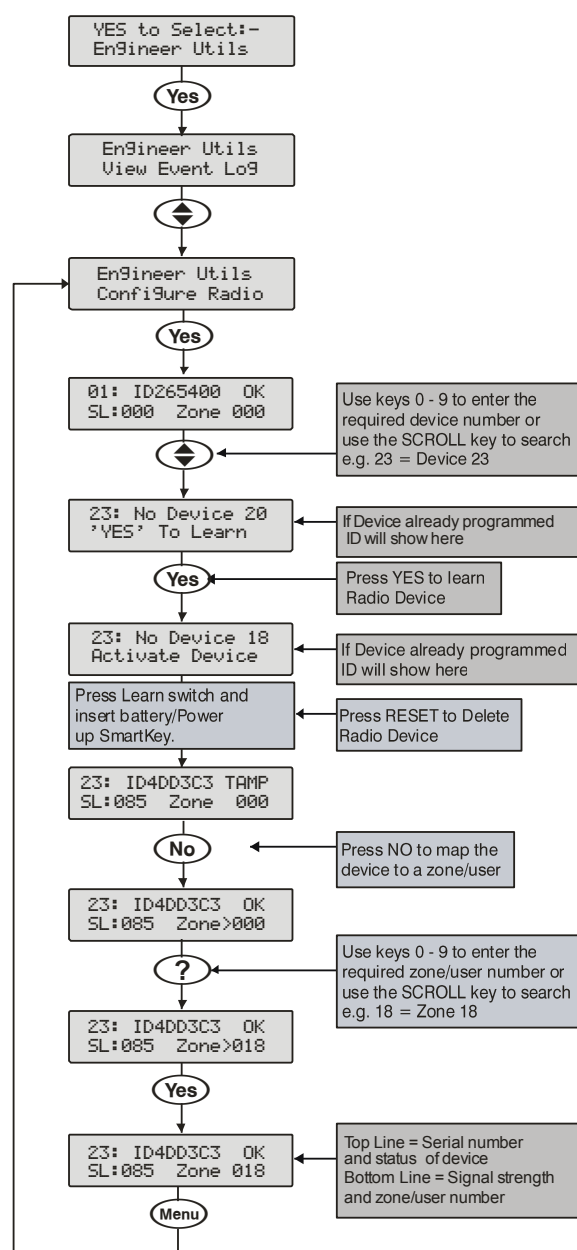 YES to Select:-
Engineer Utils
Yes
Engineer Utils
View Event Log
Engineer Utils
Configure Radio
Yes
01: ID265400 OK
SL:000 Zone 000
Use keys 0 - 9 to enter the
required device number or
use the SCROLL key to search
e.g. 23 = Device 23
23: No Device 20
'YES' To Learn
If Device already programmed
ID will show here
Yes
Press YES to learn
Radio Device
23: No Device 18
Activate Device
If Device already programmed
ID will show here
Press Learn switch and
insert battery/Power
up SmartKey.
Press RESET to Delete
Radio Device
23: ID4DD3C3 TAMP
SL:085 Zone 000
No
Press NO to map the
device to a zone/user
23: ID4DD3C3 OK
SL:085 Zone>000
?
Use keys 0 - 9 to enter the
required zone/user number or
use the SCROLL key to search
e.g. 18 = Zone 18
23: ID4DD3C3 OK
SL:085 Zone>018
Yes
23: ID4DD3C3 OK
SL:085 Zone 018
Top Line = Serial number
and status of device
Bottom Line = Signal strength
and zone/user number
Menu